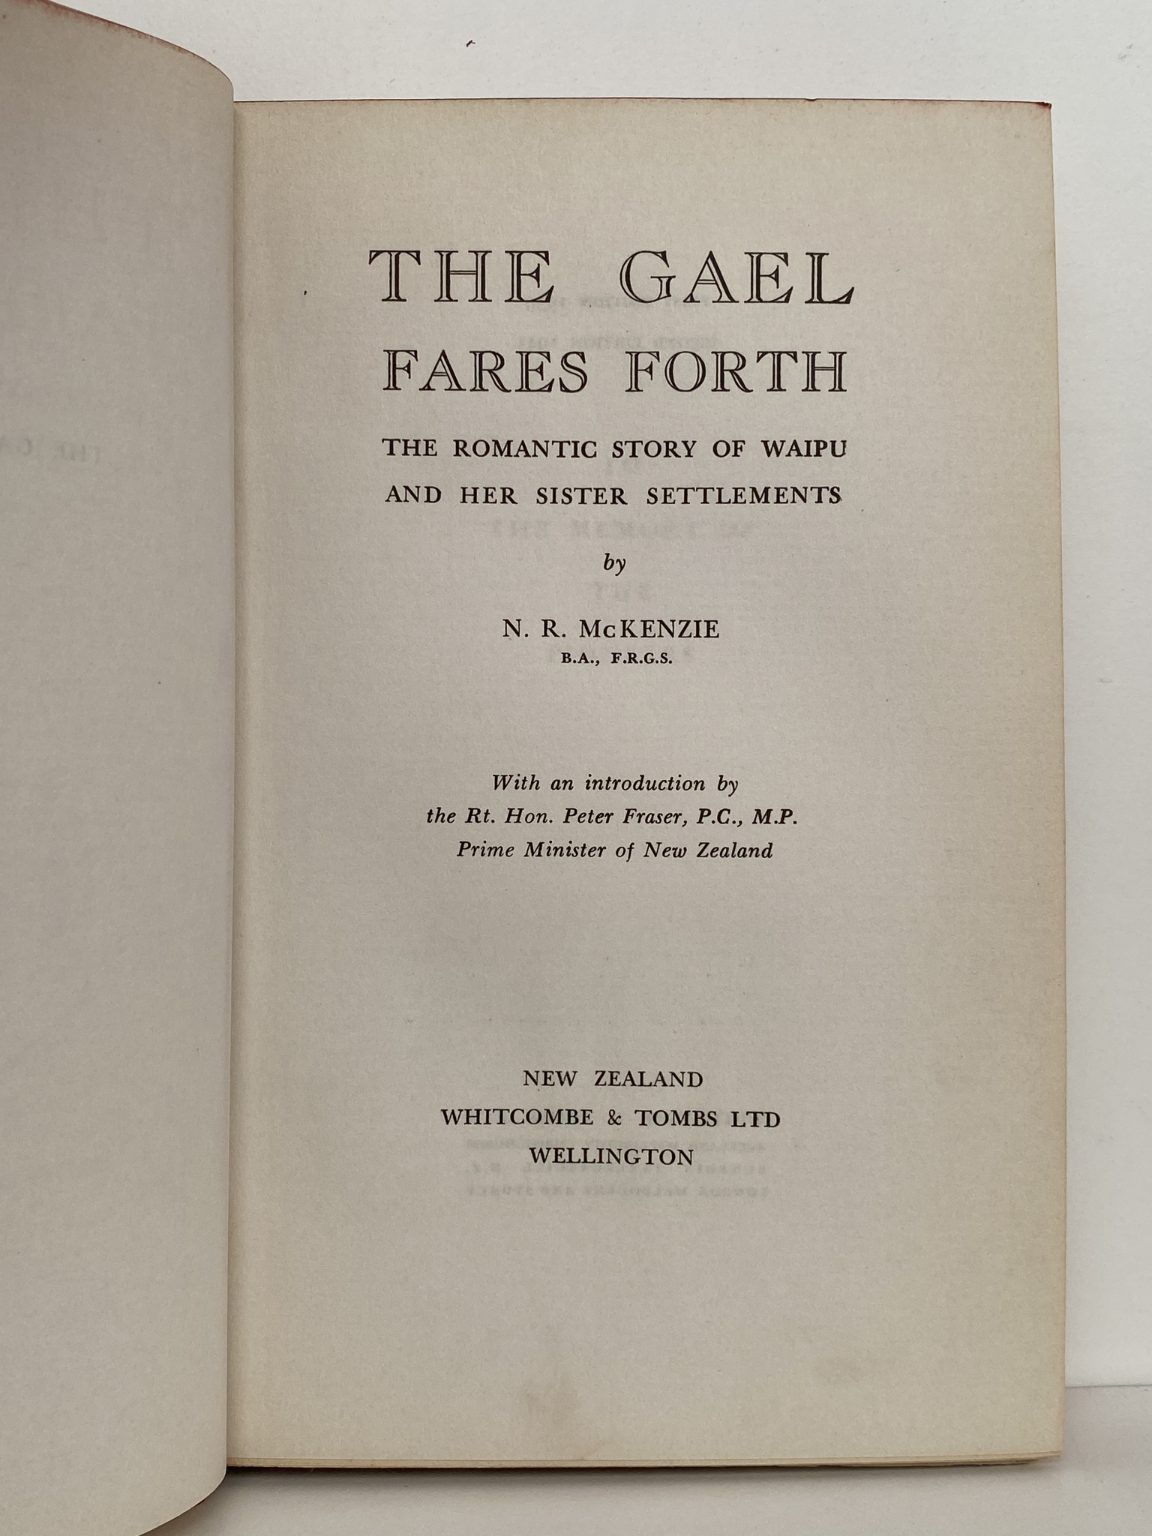 THE GAEL
FARES FORTH
THE ROMANTIC STORY OF WAIPU
AND HER SISTER SETTLEMENTS
by
N. R. McKENZIE
B.A., F.R.G.S.
With an introduction by
the Rt. Hon. Peter Fraser, P.C., M.P.
Prime Minister of New Zealand
NEW ZEALAND
WHITCOMBE & TOMBS LTD
WELLINGTON